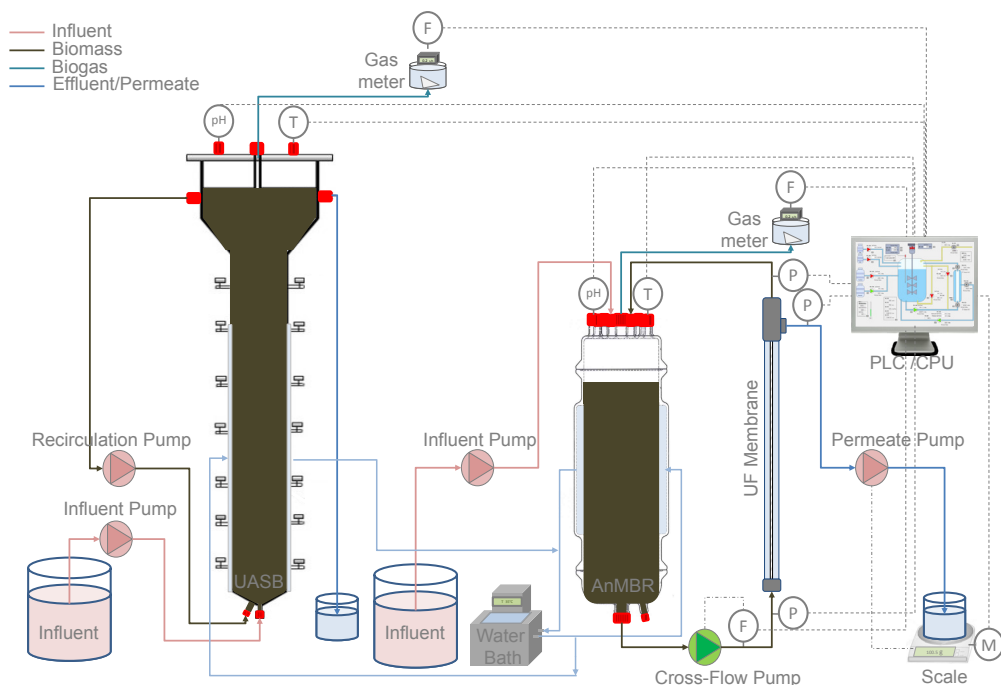 Influent
Biomass
Biogas
Effluent/Permeate
F
Gas
meter
pH
T
F
Gas
meter
pH
T
P
P
PLC /CPU
Recirculation Pump
Influent Pump
UF Membrane
Permeate Pump
Influent Pump
UASB
AnMBR
Influent
Influent
Water
Bath
F
P
M
Cross-Flow Pump
Scale